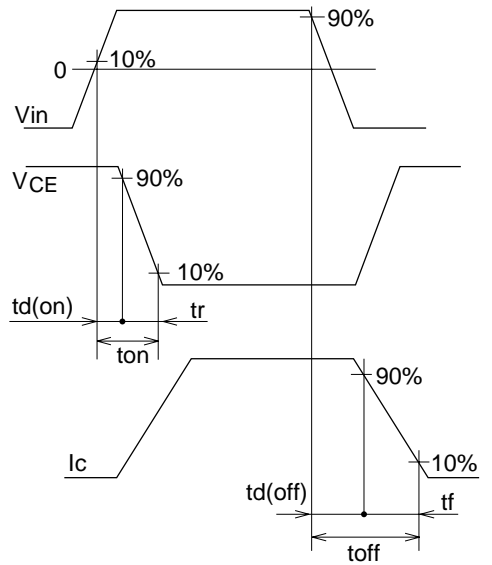 90%
10%
0
Vin
VCE
90%
10%
td(on)
tr
ton
90%
Ic
10%
td(off)
tf
toff